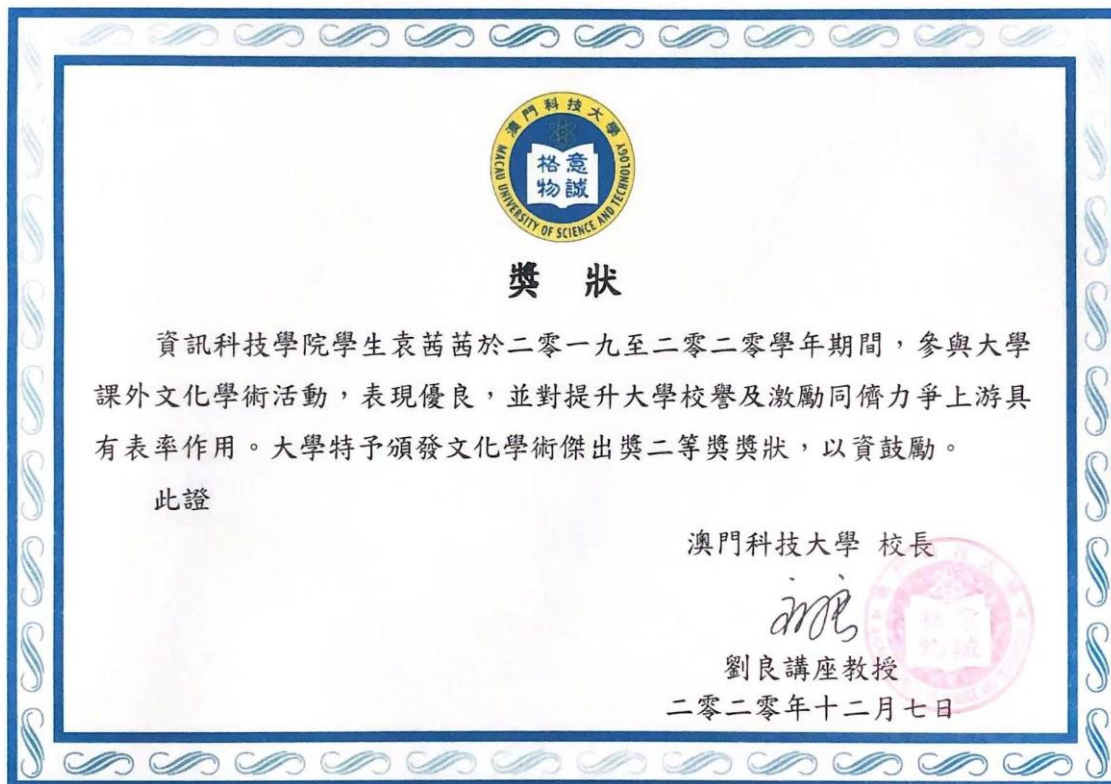 澳門科技大學
意誠
格物
MACAU UNIVERSITY OF SCIENCE AND TECHNOLOGY
獎 狀
資訊科技學院學生袁茜茜於二零一九至二零二零學年期間，參與大學
課外文化學術活動，表現優良，並對提升大學校譽及激勵同儕力爭上游具
有表率作用。大學特予頒發文化學術傑出獎二等獎獎狀，以資鼓勵。
此證
澳門科技大學 校長
劉良講座教授
二零二零年十二月七日
意誠
格物